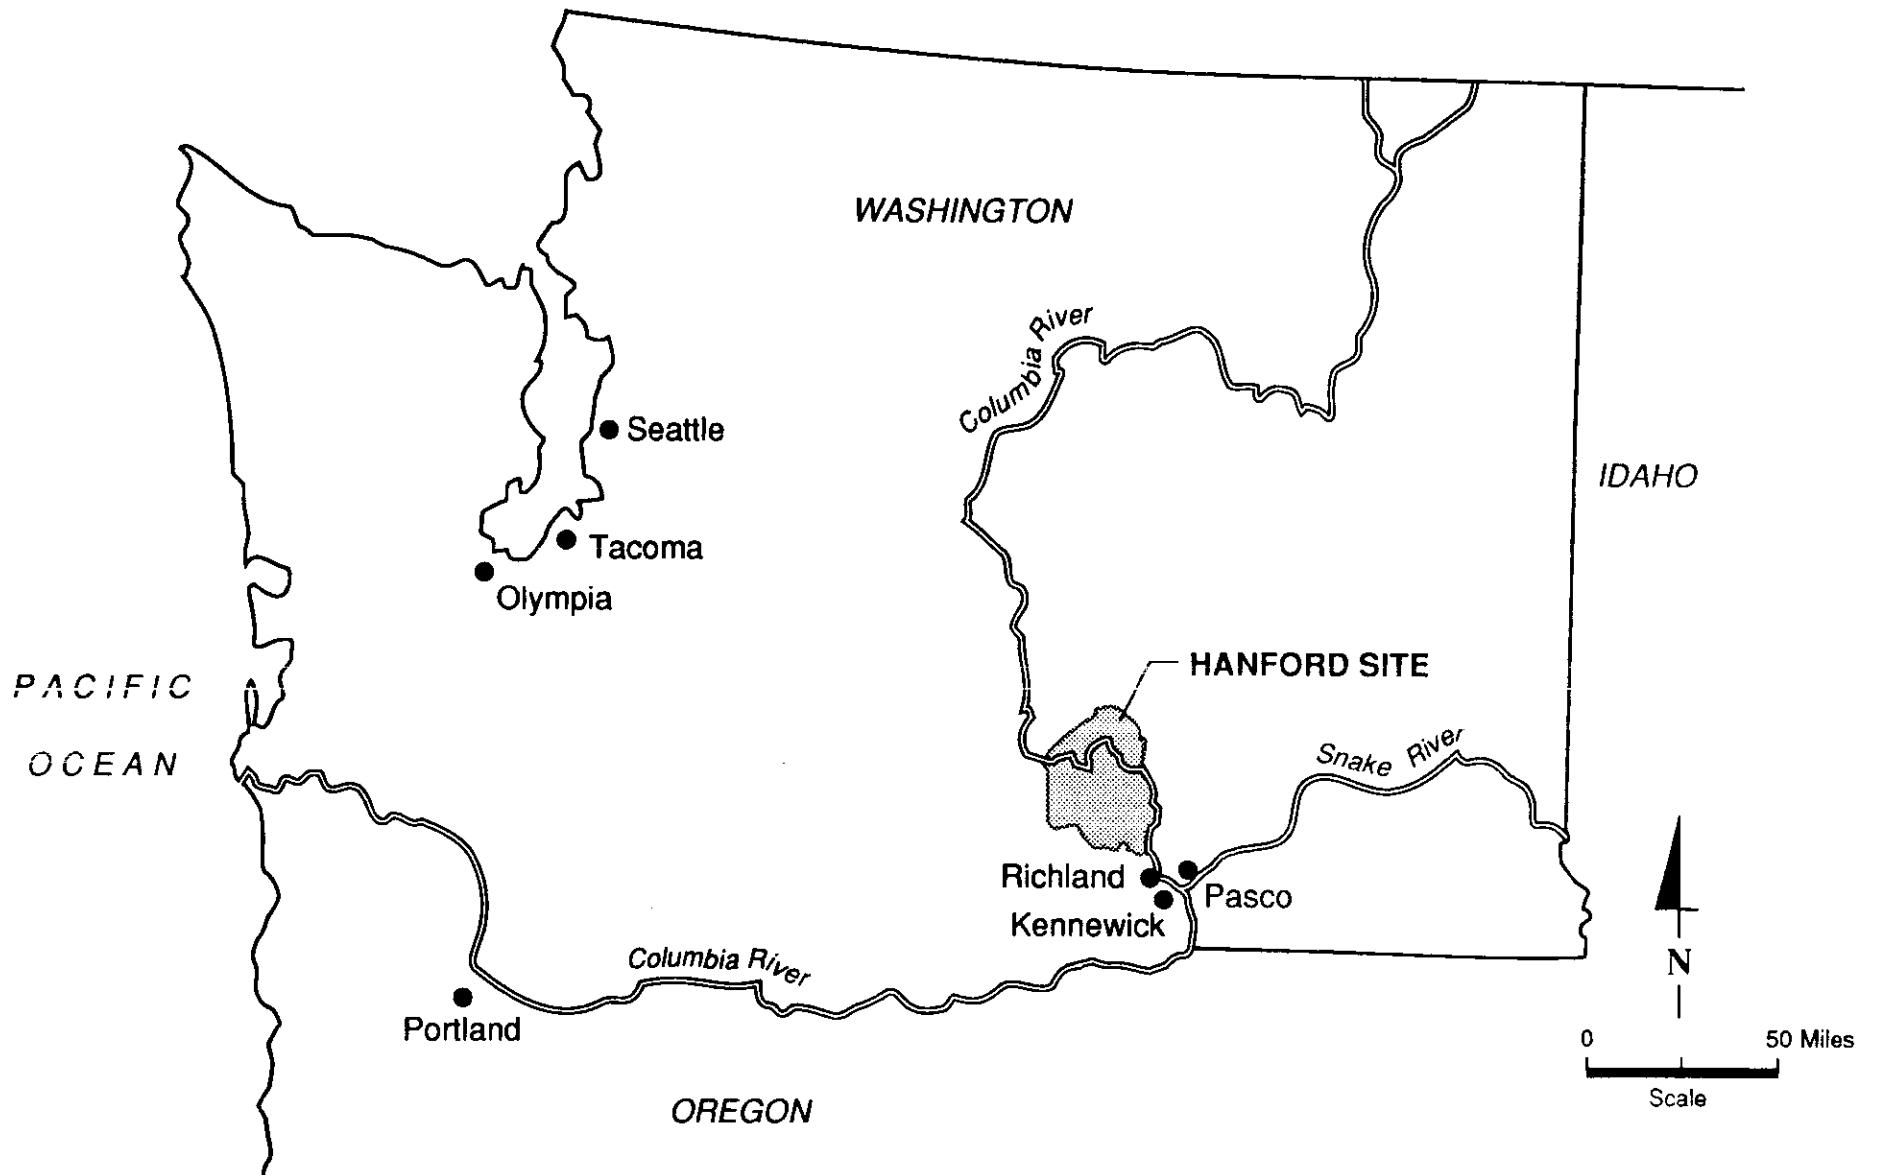 WASHINGTON
Columbia River
Seattle
IDAHO
Tacoma
Olympia
HANFORD SITE
PACIFIC
OCEAN
Snake River
Richland
Pasco
Kennewick
Columbia River
N
Portland
0 50 Miles
Scale
OREGON